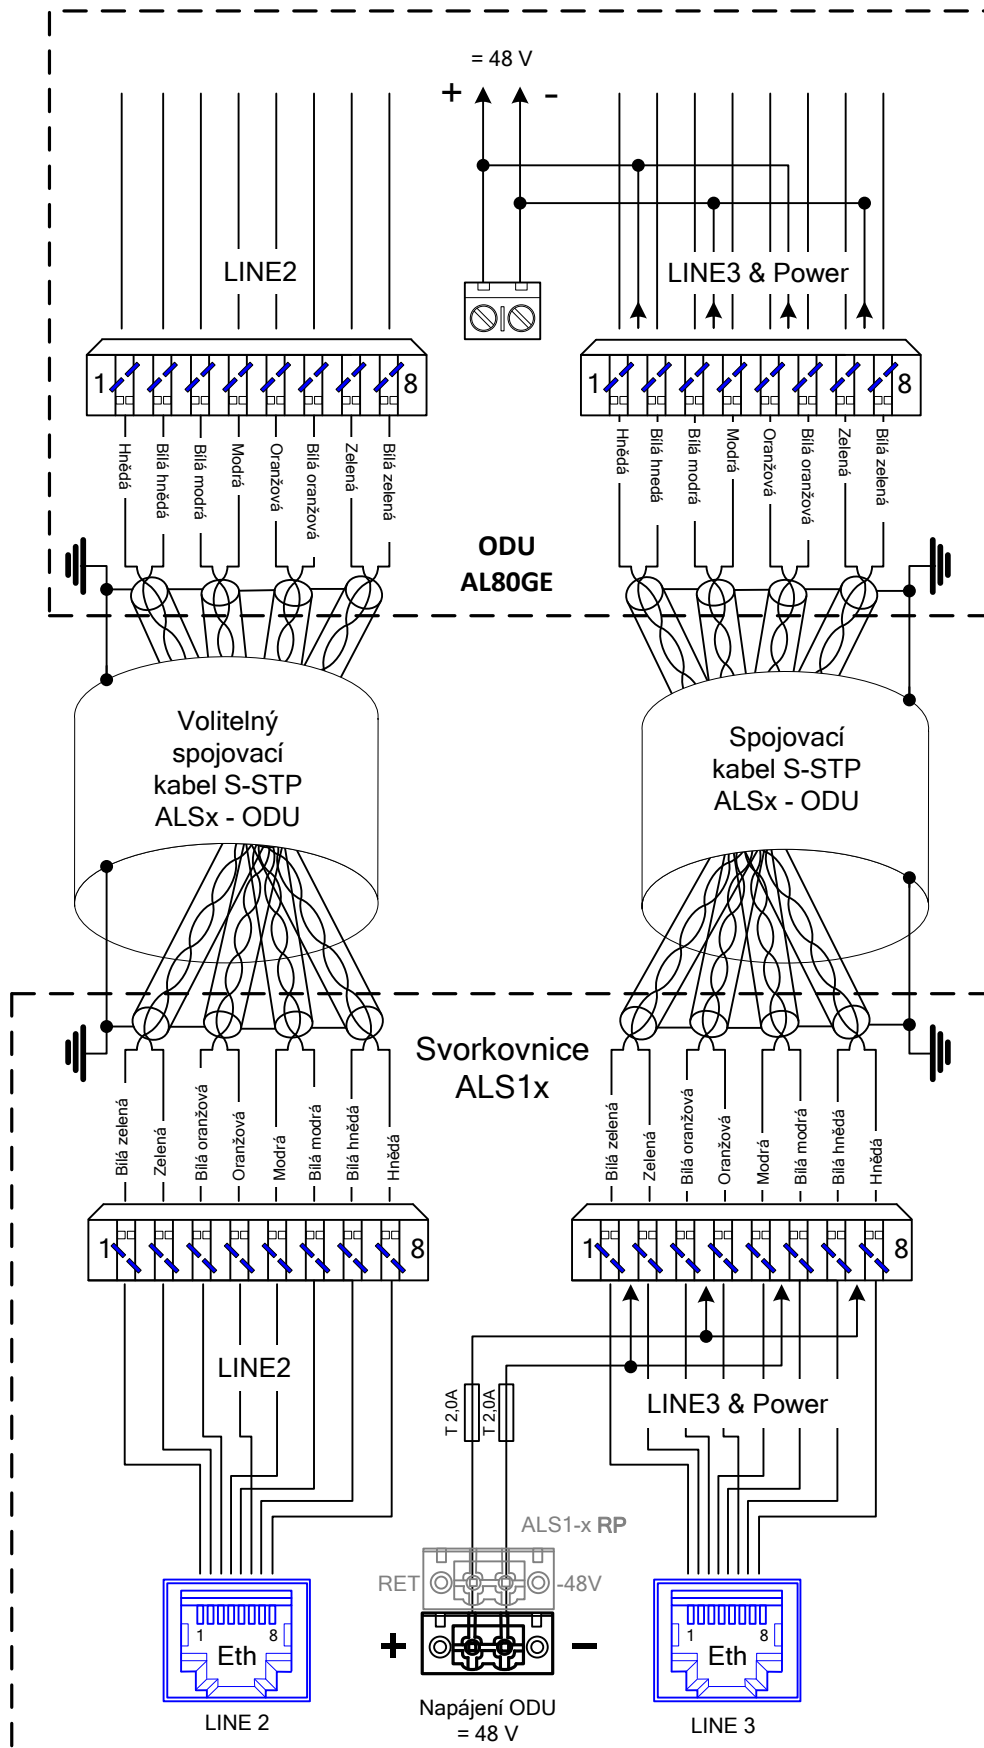 = 48 V
+ -
LINE2
LINE3 & Power
1 8
1 8
Hnědá
Bílá hnědá
Bílá modrá
Modrá
Oranžová
Bílá oranžová
Zelená
Bílá zelená
Hnědá
Bílá hnedá
Bílá modrá
Modrá
Oranžová
Bílá oranžová
Zelená
Bílá zelená
ODU
AL80GE
Volitelný
spojovací
kabel S-STP
ALSx - ODU
Spojovací
kabel S-STP
ALSx - ODU
Svorkovnice
ALS1x
Bílá zelená
Zelená
Bílá oranžová
Oranžová
Modrá
Bílá modrá
Bílá hnědá
Hnědá
Bílá zelená
Zelená
Bílá oranžová
Oranžová
Modrá
Bílá modrá
Bílá hnědá
Hnědá
1 8
1 8
LINE2
T 2,0A
T 2,0A
LINE3 & Power
ALS1-x RP
RET -48V
1 8
Eth
LINE 2
+ −
Napájení ODU
= 48 V
1 8
Eth
LINE 3